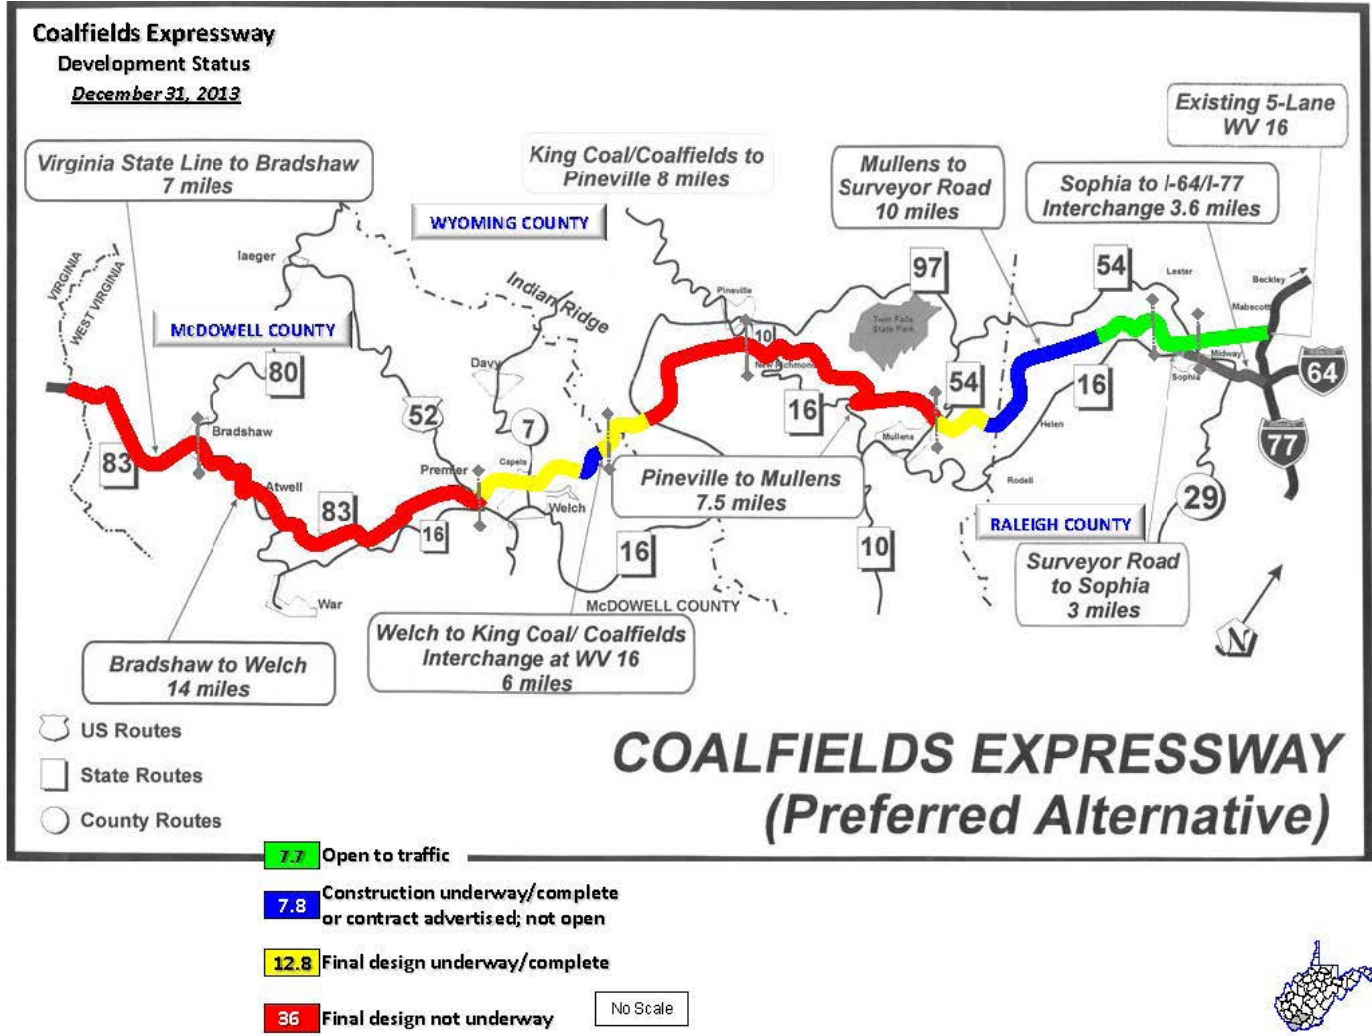 Coalfields Expressway
Development Status
December 31, 2013
Existing 5-Lane
WV 16
Virginia State Line to Bradshaw
7 miles
King Coal/Coalfields to
Pineville 8 miles
Mullens to
Surveyor Road
10 miles
Sophia to I-64/I-77
Interchange 3.6 miles
WYOMING COUNTY
VIRGINIA
WEST VIRGINIA
Iaeger
Indian Ridge
97
54
Lester
Beckley
Mabscott
Pineville
McDOWELL COUNTY
Twin Falls
State Park
10
80
Davy
New Richmond
Midway
64
Sophia
54
16
52
7
16
Bradshaw
Helen
Mullens
77
83
Premier
Capels
Pineville to Mullens
7.5 miles
Rodell
29
Atwell
Welch
83
16
RALEIGH COUNTY
16
10
Surveyor Road
to Sophia
3 miles
War
McDOWELL COUNTY
Welch to King Coal/ Coalfields
Interchange at WV 16
6 miles
N
Bradshaw to Welch
14 miles
US Routes
State Routes
County Routes
COALFIELDS EXPRESSWAY
(Preferred Alternative)
7.7 Open to traffic
7.8 Construction underway/complete
or contract advertised; not open
12.8 Final design underway/complete
36 Final design not underway
No Scale